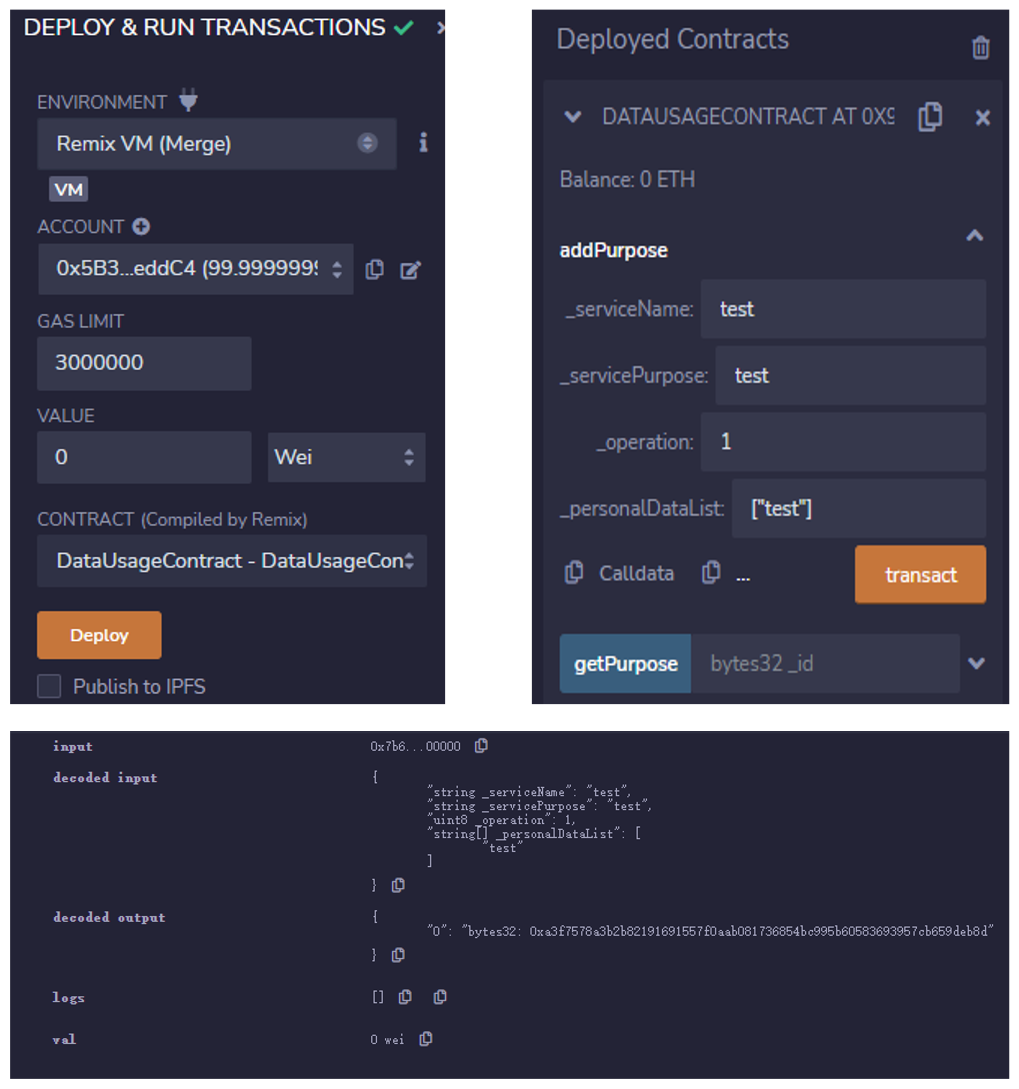 DEPLOY & RUN TRANSACTIONS
ENVIRONMENT
Remix VM (Merge)
VM
ACCOUNT
0x5B3...eddC4 (99.9999999
GAS LIMIT
3000000
VALUE
0 Wei
CONTRACT (Compiled by Remix)
DataUsageContract - DataUsageCon
Deploy
Publish to IPFS
Deployed Contracts
DATAUSAGECONTRACT AT 0X9
Balance: 0 ETH
addPurpose
_serviceName: test
_servicePurpose: test
_operation: 1
_personalDataList: ["test"]
Calldata ...
transact
getPurpose bytes32 _id
input 0x7b6...00000
decoded input {
"string _serviceName": "test",
"string _servicePurpose": "test",
"uint8 _operation": 1,
"string[] _personalDataList": [
"test"
]
}
decoded output {
"0": "bytes32: 0xa3f7578a3b2b82191691557f0aab081736854bc995b60583693957cb659deb8d"
}
logs []
val 0 wei